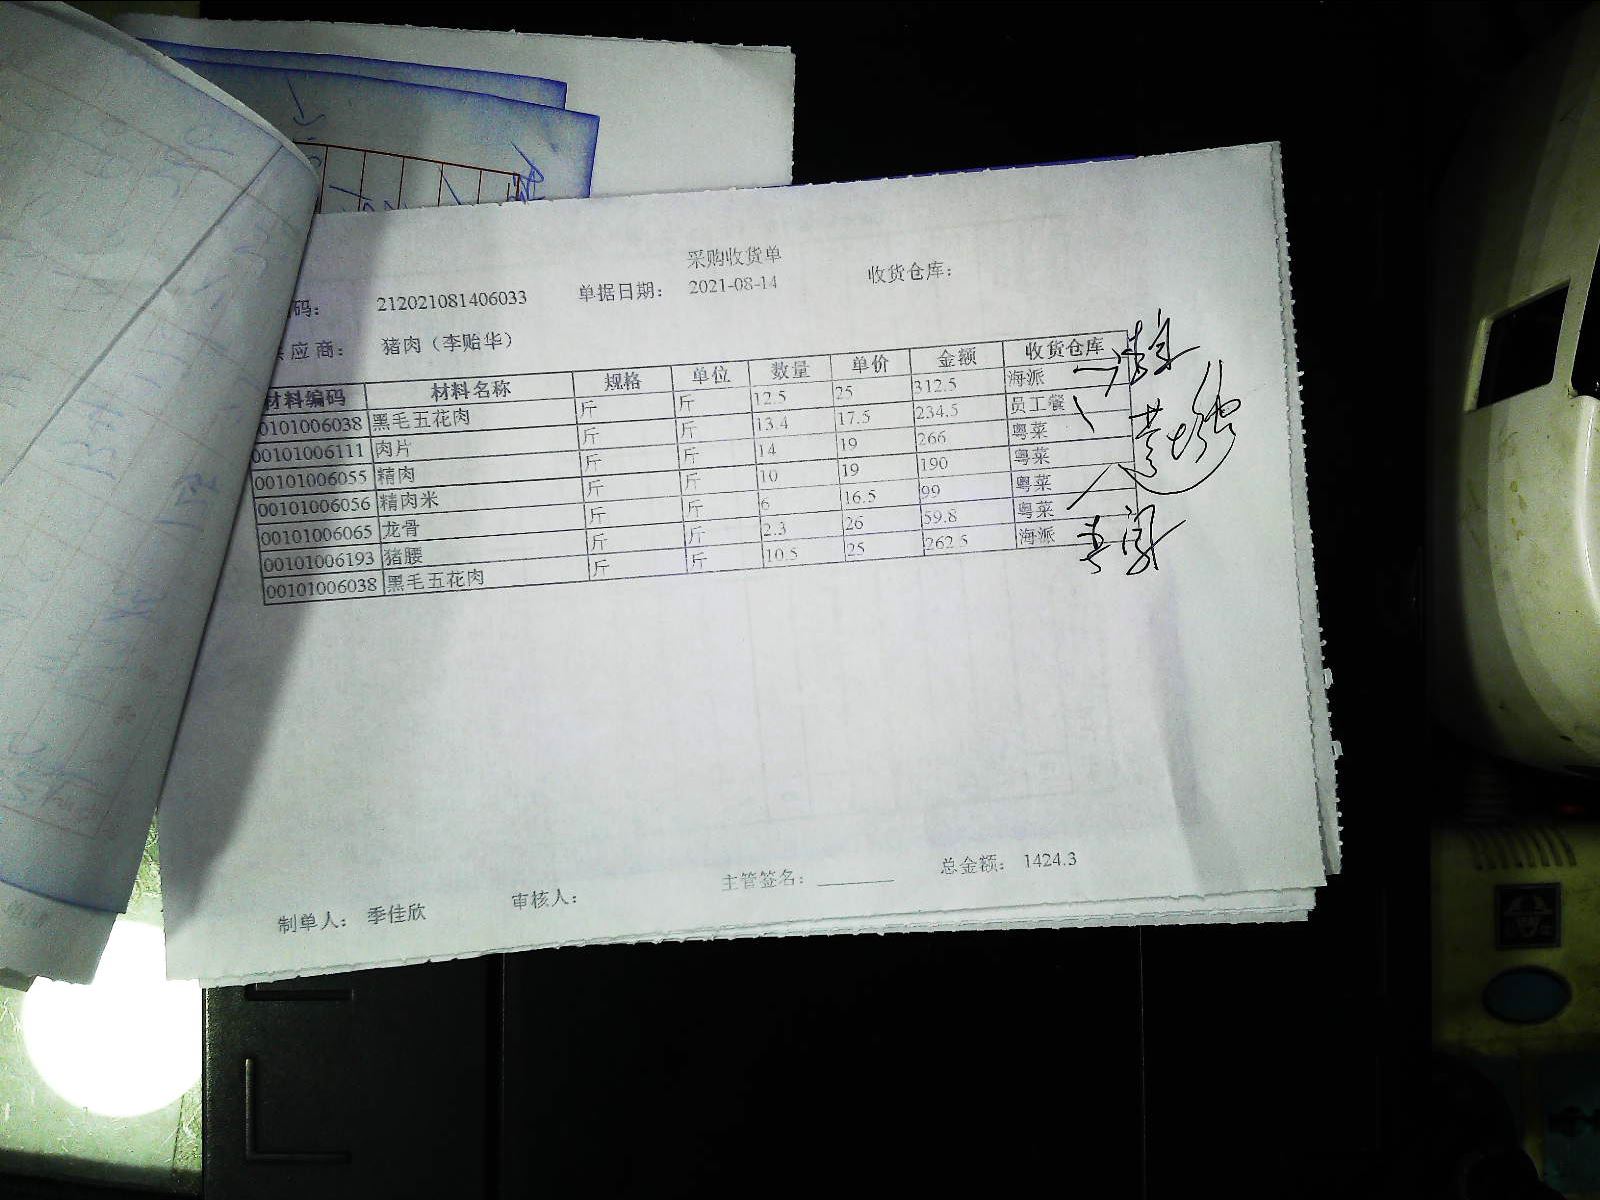 采购收货单
码： 212021081406033 单据日期： 2021-08-14 收货仓库：
应商： 猪肉（李贻华）
材料编码 材料名称 规格 单位 数量 单价 金额 收货仓库
00101006038 黑毛五花肉 斤 斤 12.5 25 312.5 海派
00101006111 肉片 斤 斤 13.4 17.5 234.5 员工餐
00101006055 精肉 斤 斤 14 19 266 粤菜
00101006056 精肉米 斤 斤 10 19 190 粤菜
00101006065 龙骨 斤 斤 6 16.5 99 粤菜
00101006193 猪腰 斤 斤 2.3 26 59.8 粤菜
00101006038 黑毛五花肉 斤 斤 10.5 25 262.5 海派
制单人： 季佳欣 审核人： 主管签名： 总金额： 1424.3